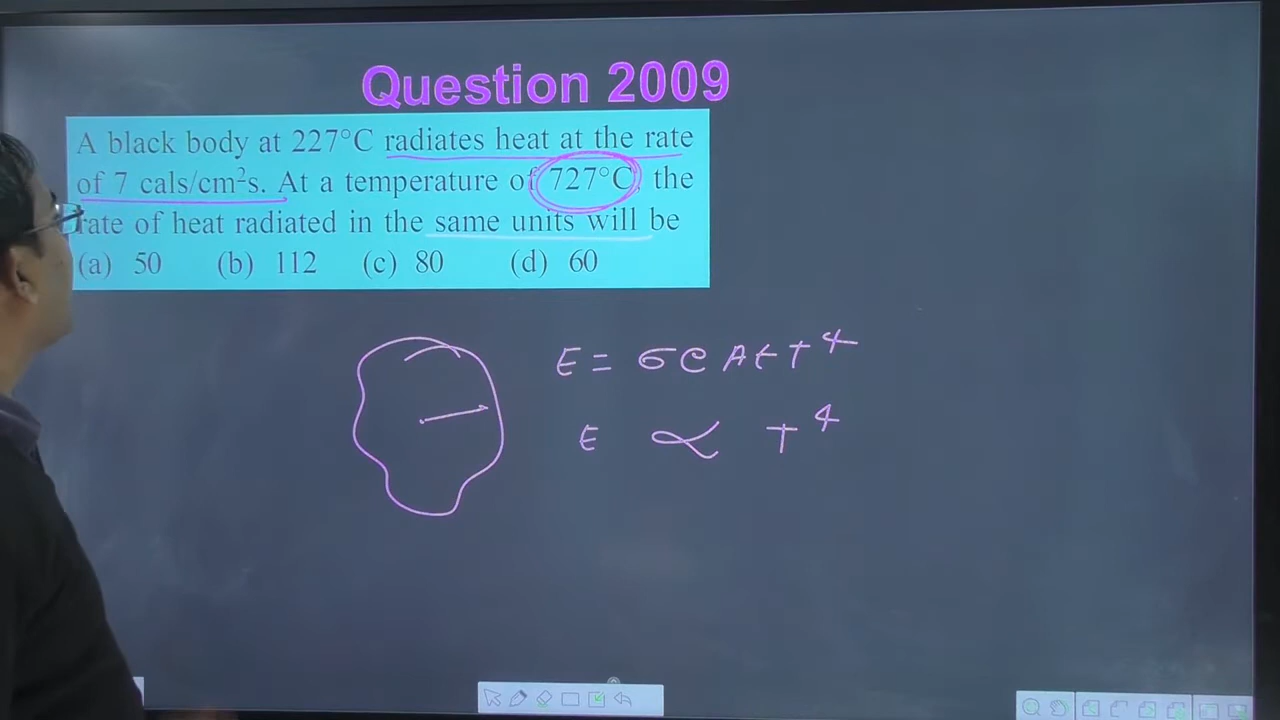 Question 2009
A black body at 227°C radiates heat at the rate
of 7 cals/cm²s. At a temperature of 727°C, the
rate of heat radiated in the same units will be
(a) 50 (b) 112 (c) 80 (d) 60
E = σeAtT⁴
E ∝ T⁴